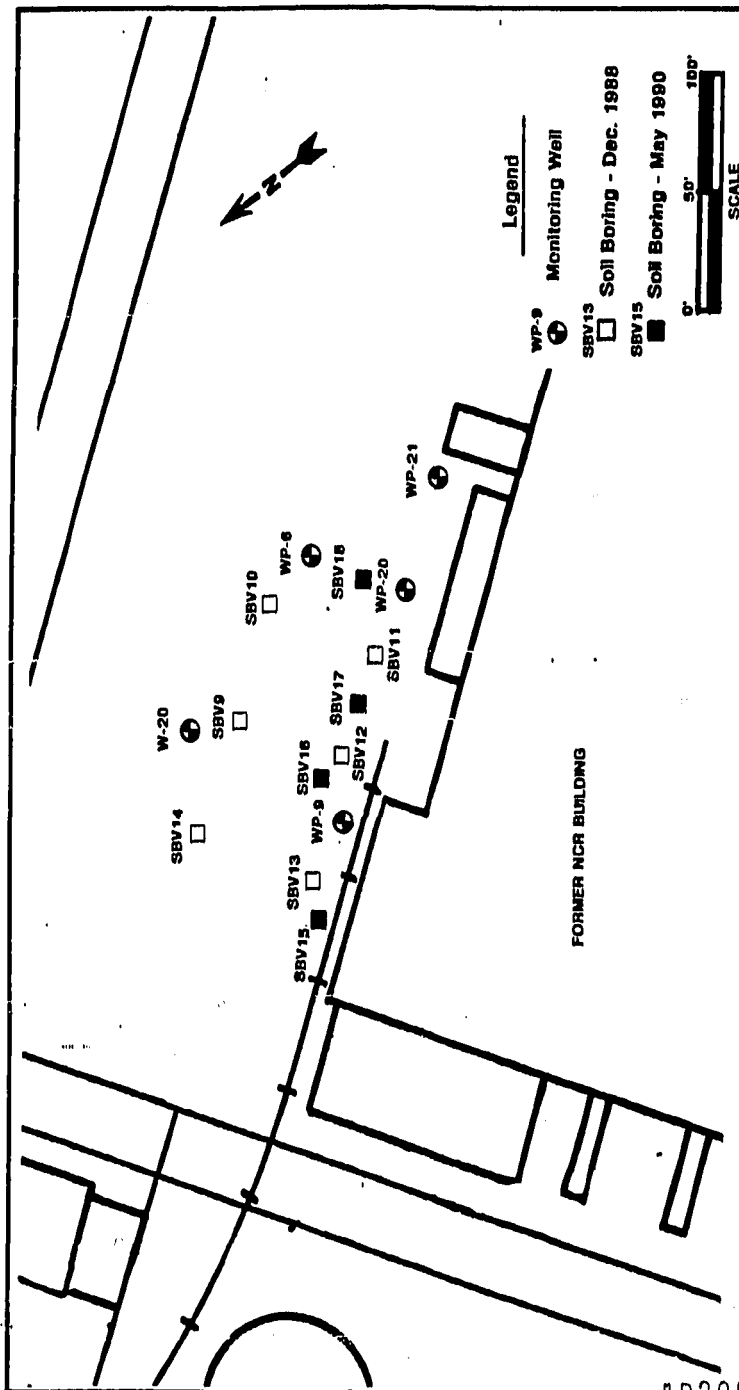 W-20
SBV14
SBV9
SBV10
WP-6
SBV16
SBV18
SBV13
WP-9
SBV17
WP-20
WP-21
SBV15
SBV12
SBV11
FORMER NCR BUILDING
N
Legend
WP-9 Monitoring Well
SBV13 Soil Boring - Dec. 1988
SBV15 Soil Boring - May 1990
0' 50' 100'
SCALE